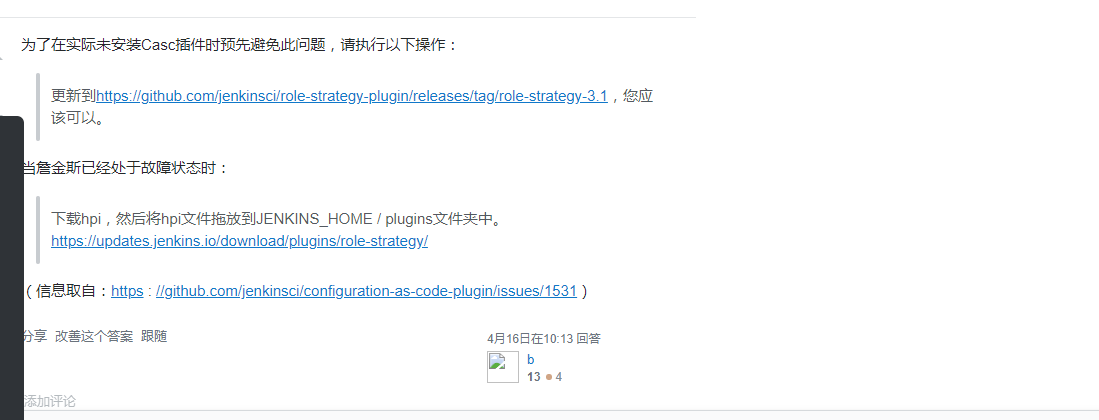 为了在实际未安装Casc插件时预先避免此问题，请执行以下操作：
更新到https://github.com/jenkinsci/role-strategy-plugin/releases/tag/role-strategy-3.1，您应
该可以。
当詹金斯已经处于故障状态时：
下载hpi，然后将hpi文件拖放到JENKINS_HOME / plugins文件夹中。
https://updates.jenkins.io/download/plugins/role-strategy/
（信息取自：https : //github.com/jenkinsci/configuration-as-code-plugin/issues/1531 )
分享 改善这个答案 跟随
4月16日在10:13 回答
b
13 4
添加评论